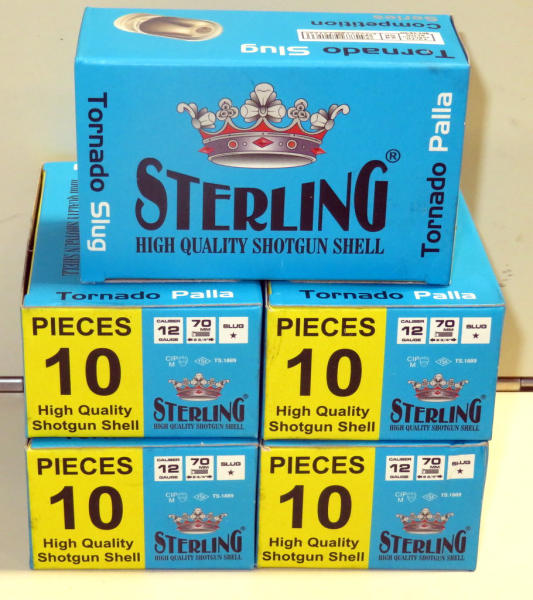 Tornado Slug
Competition
Series
Tornado Slug
STERLING®
HIGH QUALITY SHOTGUN SHELL
Tornado Palla
Tornado Palla
PIECES
10
High Quality
Shotgun Shell
CALIBER
12
GAUGE
70
MM
SLUG
CIP
M
TSE
TS.1869
STERLING®
HIGH QUALITY SHOTGUN SHELL
Tornado Palla
PIECES
10
High Quality
Shotgun Shell
CALIBER
12
GAUGE
70
MM
SLUG
CIP
M
TSE
TS.1869
STERLING®
HIGH QUALITY SHOTGUN SHELL
PIECES
10
High Quality
Shotgun Shell
CALIBER
12
GAUGE
70
MM
SLUG
CIP
M
TSE
TS.1869
STERLING®
HIGH QUALITY SHOTGUN SHELL
PIECES
10
High Quality
Shotgun Shell
CALIBER
12
GAUGE
70
MM
SLUG
CIP
M
TSE
TS.1869
STERLING®
HIGH QUALITY SHOTGUN SHELL